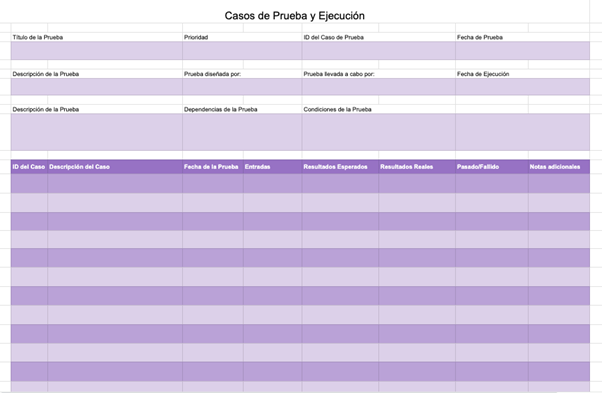 Casos de Prueba y Ejecución
Título de la Prueba Prioridad ID del Caso de Prueba Fecha de Prueba
Descripción de la Prueba Prueba diseñada por: Prueba llevada a cabo por: Fecha de Ejecución
Descripción de la Prueba Dependencias de la Prueba Condiciones de la Prueba
ID del Caso Descripción del Caso Fecha de la Prueba Entradas Resultados Esperados Resultados Reales Pasado/Fallido Notas adicionales